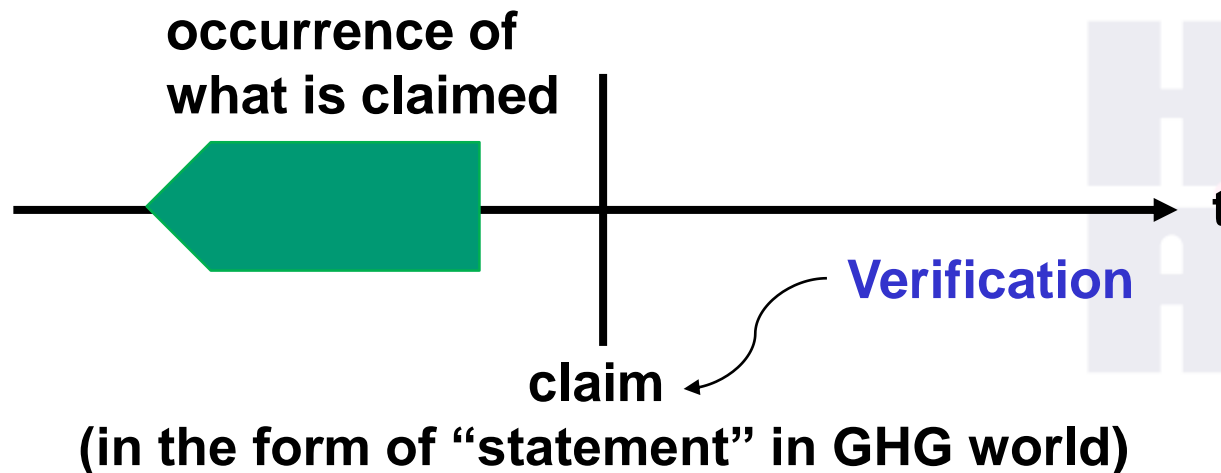 occurrence of
what is claimed
t
Verification
claim
(in the form of “statement” in GHG world)